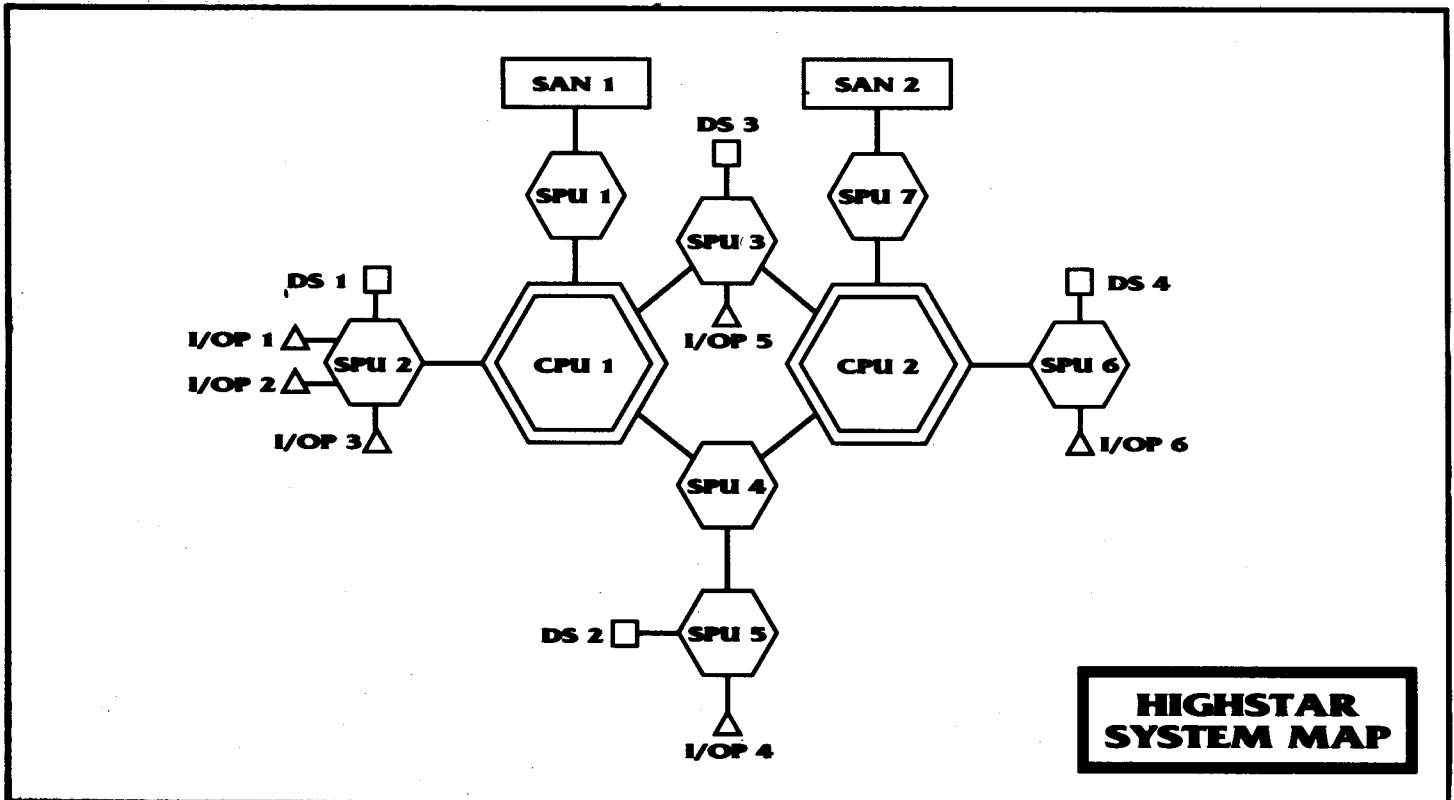 SAN 1
SAN 2
DS 3
SPU 1
SPU 7
SPU 3
DS 1
DS 4
I/OP 1
I/OP 5
SPU 2
CPU 1
CPU 2
SPU 6
I/OP 2
I/OP 3
I/OP 6
SPU 4
DS 2
SPU 5
I/OP 4
HIGHSTAR
SYSTEM MAP